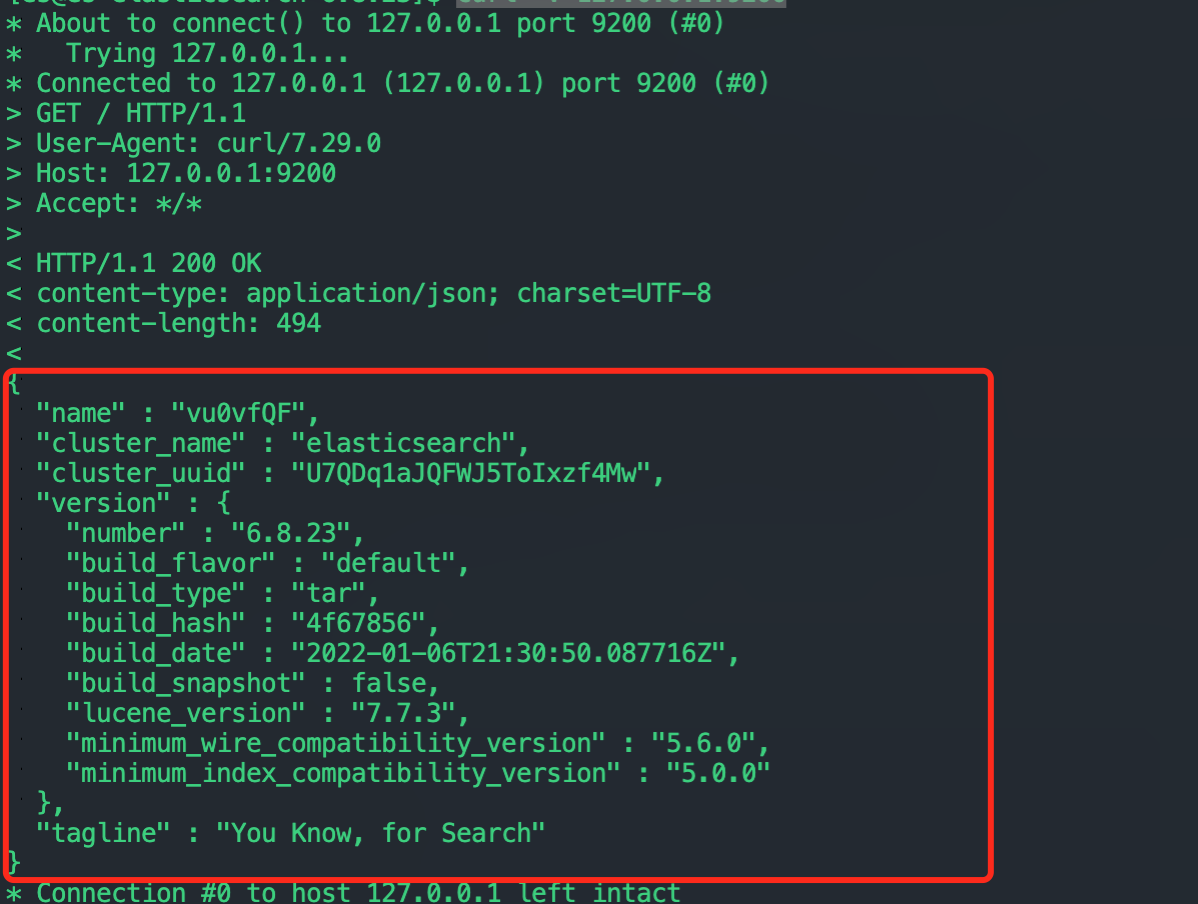 * About to connect() to 127.0.0.1 port 9200 (#0)
*   Trying 127.0.0.1...
* Connected to 127.0.0.1 (127.0.0.1) port 9200 (#0)
> GET / HTTP/1.1
> User-Agent: curl/7.29.0
> Host: 127.0.0.1:9200
> Accept: */*
>
< HTTP/1.1 200 OK
< content-type: application/json; charset=UTF-8
< content-length: 494
<
{
  "name" : "vu0vfQF",
  "cluster_name" : "elasticsearch",
  "cluster_uuid" : "U7QDq1aJQFWJ5ToIxzf4Mw",
  "version" : {
    "number" : "6.8.23",
    "build_flavor" : "default",
    "build_type" : "tar",
    "build_hash" : "4f67856",
    "build_date" : "2022-01-06T21:30:50.087716Z",
    "build_snapshot" : false,
    "lucene_version" : "7.7.3",
    "minimum_wire_compatibility_version" : "5.6.0",
    "minimum_index_compatibility_version" : "5.0.0"
  },
  "tagline" : "You Know, for Search"
}
* Connection #0 to host 127.0.0.1 left intact